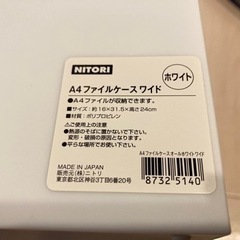 NITORI
A4ファイルケース ワイド
ホワイト
●A4ファイルが収納できます。
●サイズ:約16×31.5×高さ24cm
●材質:ポリプロピレン
⚠ご使用上の注意
●熱源のそばに置かないで下さい。
変形・破損の原因となります。
●平らな場所でお使い下さい。
MADE IN JAPAN
販売元/株)ニトリ
東京都北区神谷3丁目6番20号
A4ファイルケースオールホワイトワイド
8732 5140